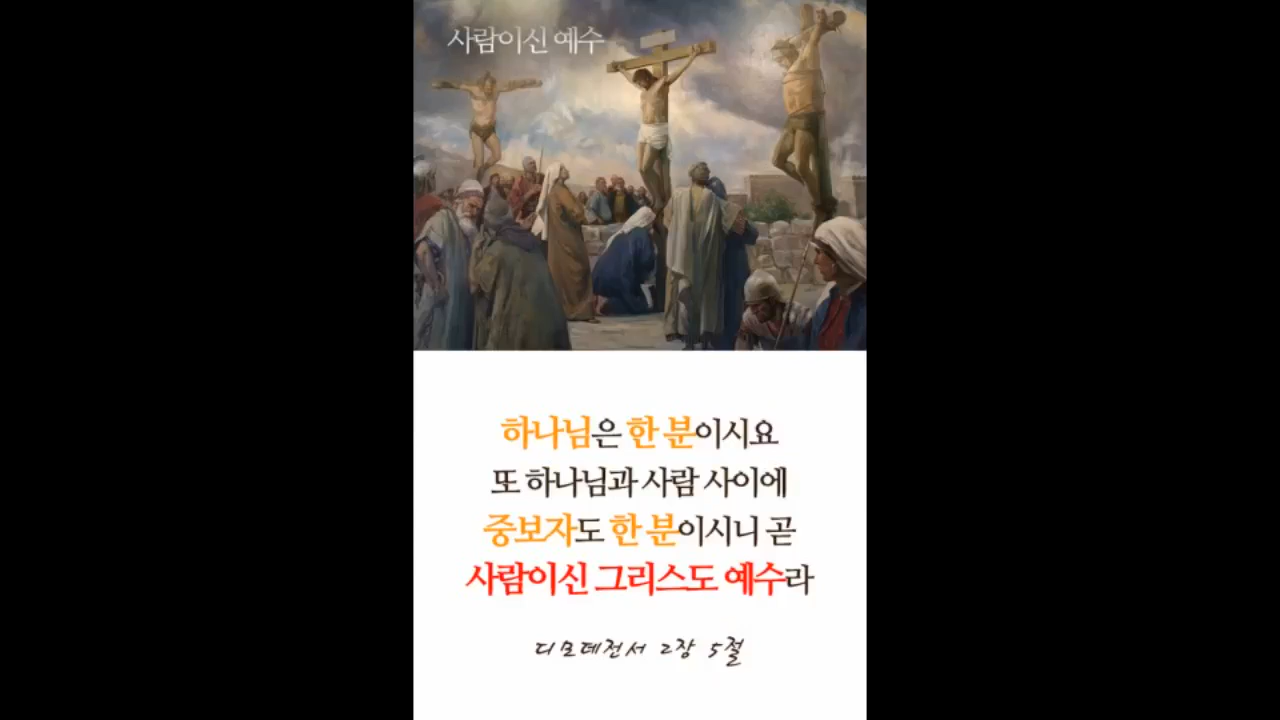 사람이신 예수
하나님은 한 분이시요
또 하나님과 사람 사이에
중보자도 한 분이시니 곧
사람이신 그리스도 예수라
디모데전서 2장 5절